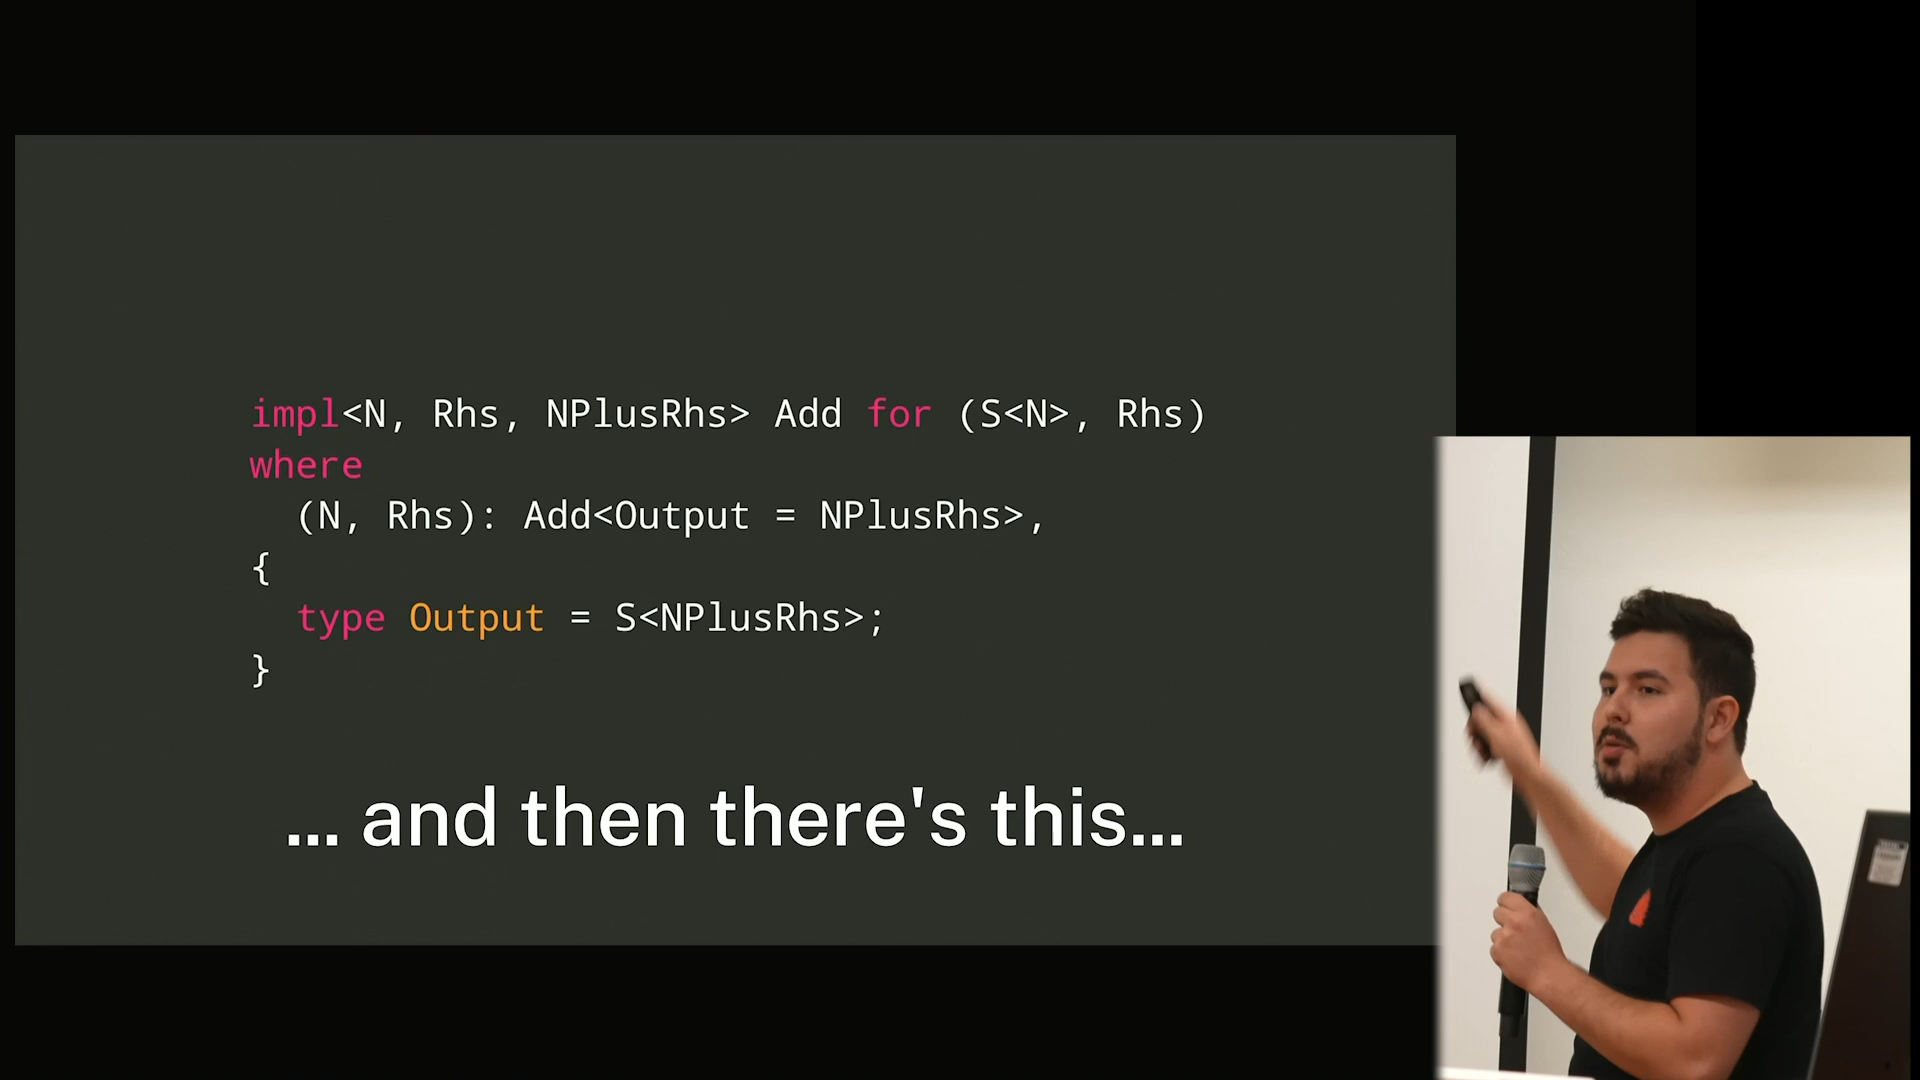 impl<N, Rhs, NPlusRhs> Add for (S<N>, Rhs)
where
  (N, Rhs): Add<Output = NPlusRhs>,
{
  type Output = S<NPlusRhs>;
}
... and then there's this...